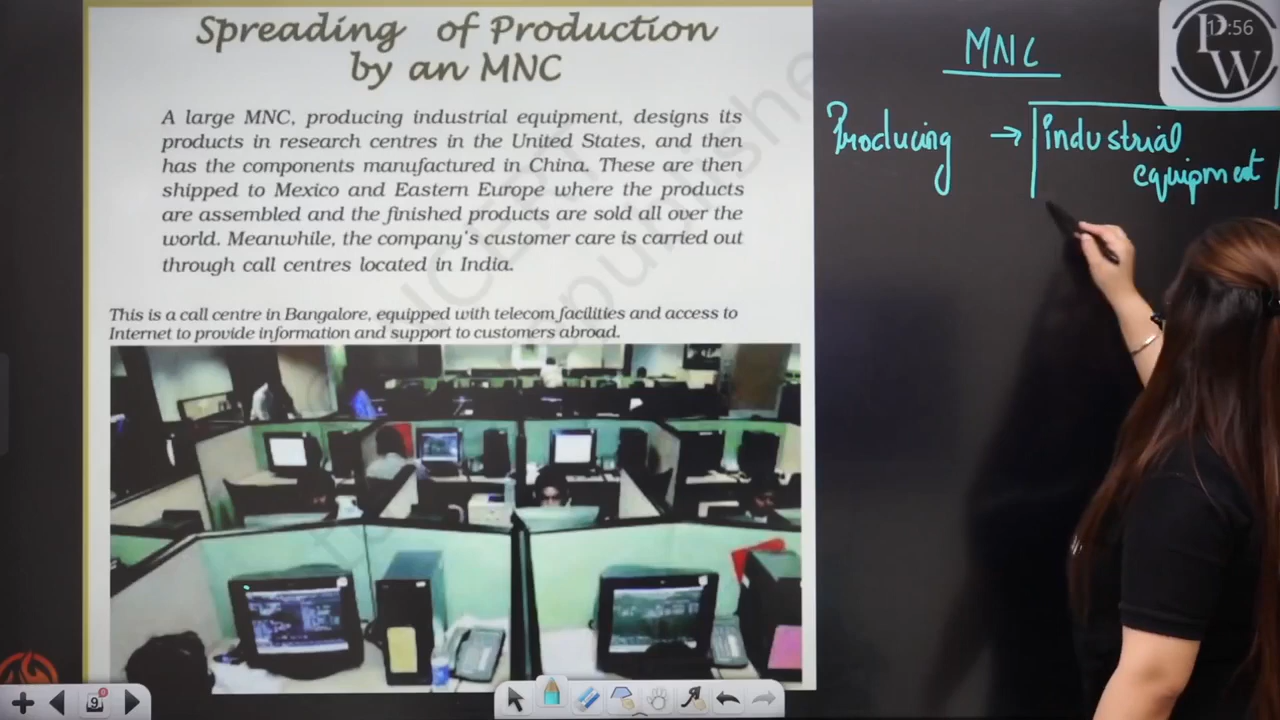 Spreading of Production
by an MNC
A large MNC, producing industrial equipment, designs its
products in research centres in the United States, and then
has the components manufactured in China. These are then
shipped to Mexico and Eastern Europe where the products
are assembled and the finished products are sold all over the
world. Meanwhile, the company's customer care is carried out
through call centres located in India.
This is a call centre in Bangalore, equipped with telecom facilities and access to
Internet to provide information and support to customers abroad.
MNC
Producing → industrial
equipment
12:56
PW
9